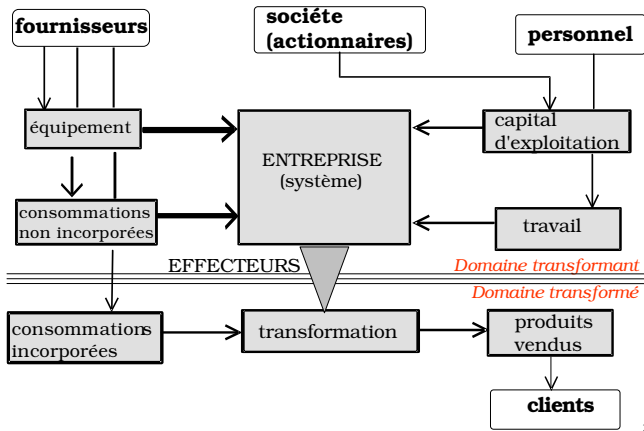 fournisseurs
sociéte
(actionnaires)
personnel
équipement
ENTREPRISE
(système)
capital
d'exploitation
consommations
non incorporées
travail
EFFECTEURS
Domaine transformant
Domaine transformé
consommations
incorporées
transformation
produits
vendus
clients